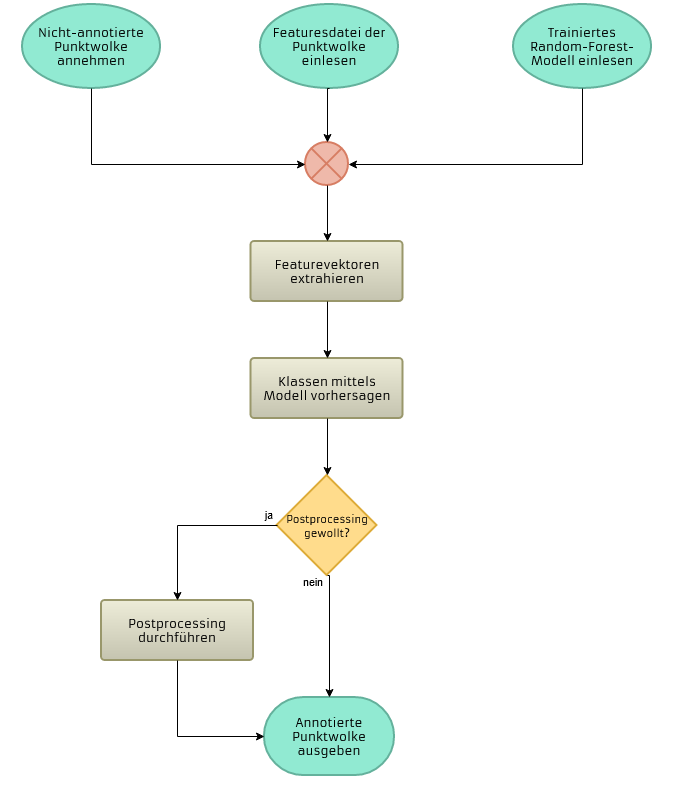 Nicht-annotierte
Punktwolke
annehmen
Featuresdatei der
Punktwolke
einlesen
Trainiertes
Random-Forest-
Modell einlesen
Featurevektoren
extrahieren
Klassen mittels
Modell vorhersagen
Postprocessing
gewollt?
ja
nein
Postprocessing
durchführen
Annotierte
Punktwolke
ausgeben